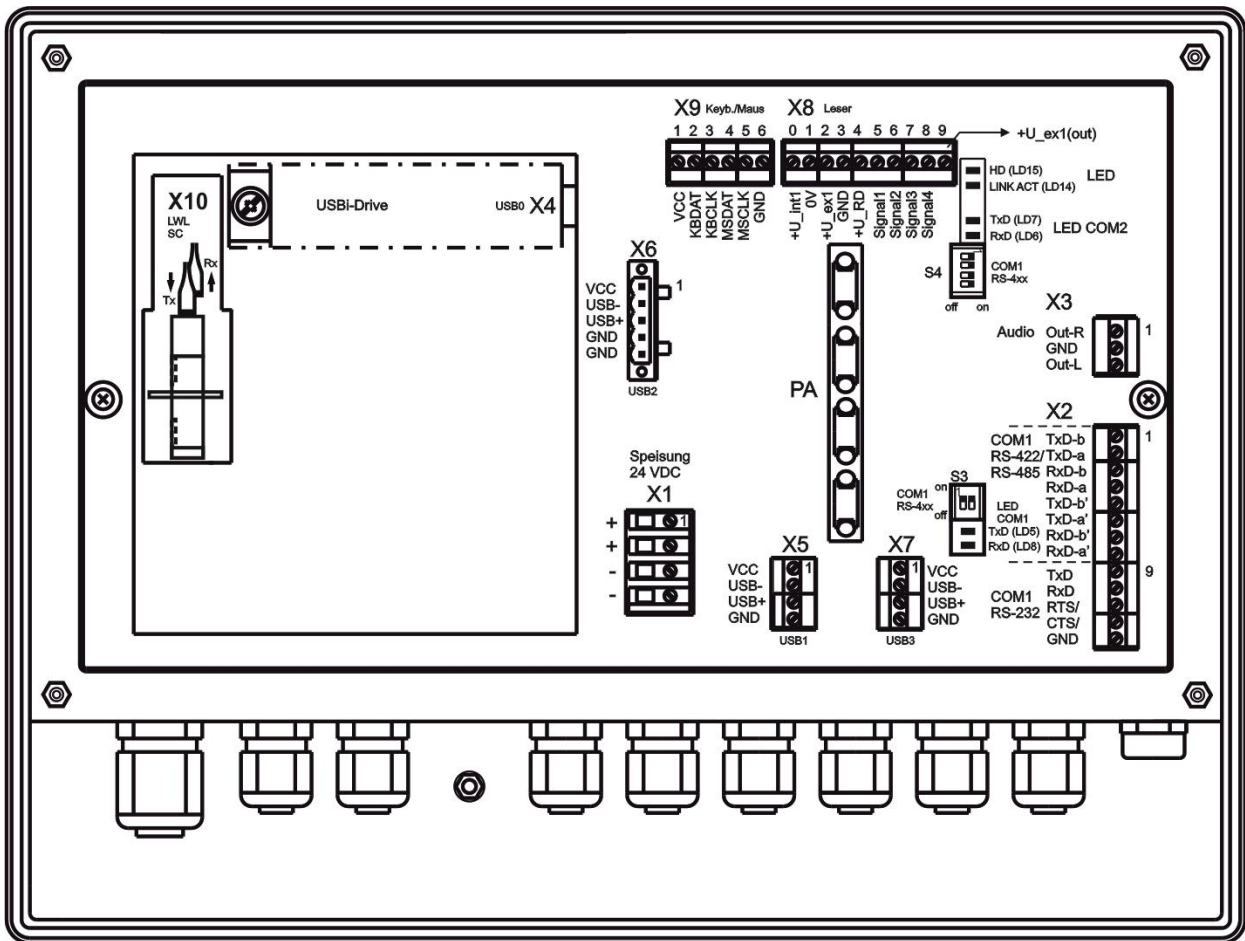 X9 Keyb./Maus
1 2 3 4 5 6
VCC
KBDAT
KBCLK
MSDAT
MSCLK
GND
X8 Leser
0 1 2 3 4 5 6 7 8 9
+U_ex1(out)
+U_int1
0V
+U_ex1
GND
+U_RD
Signal1
Signal2
Signal3
Signal4
HD (LD15)
LINK ACT (LD14)
LED
TxD (LD7)
RxD (LD6)
LED COM2
S4
COM1
RS-4xx
off on
X10
LWL
SC
Rx
Tx
USBi-Drive
USB0 X4
X6
1
VCC
USB-
USB+
GND
GND
USB2
PA
X3
Audio Out-R 1
GND
Out-L
X2
COM1 TxD-b 1
RS-422/ TxD-a
RS-485 RxD-b
RxD-a
TxD-b'
TxD-a'
RxD-b'
RxD-a'
TxD 9
COM1 RxD
RS-232 RTS/
CTS/
GND
S3
on
COM1
RS-4xx
off
LED
COM1
TxD (LD5)
RxD (LD8)
Speisung
24 VDC
X1
+ 1
+
-
-
X5
VCC 1
USB-
USB+
GND
USB1
X7
1 VCC
USB-
USB+
GND
USB3